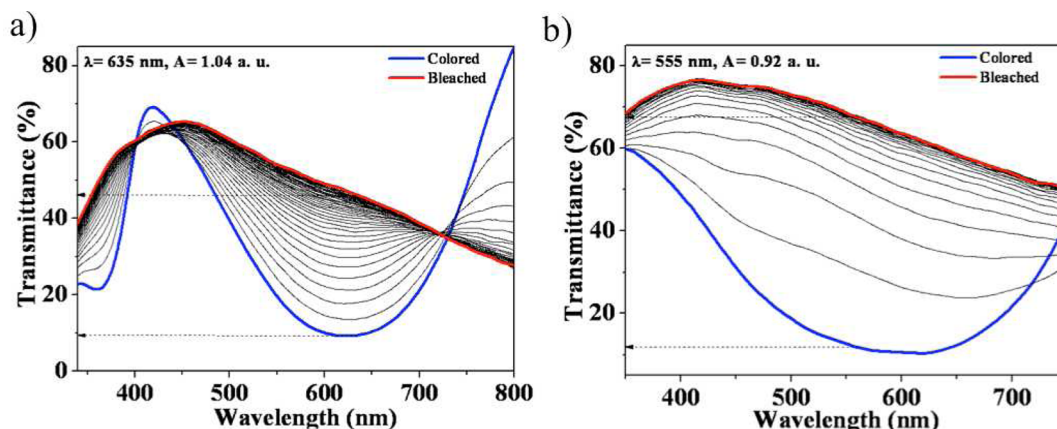 a)
λ= 635 nm, A= 1.04 a. u.
Colored
Bleached
Transmittance (%)
80
60
40
20
0
400
500
600
700
800
Wavelength (nm)
b)
λ= 555 nm, A= 0.92 a. u.
Colored
Bleached
Transmittance (%)
80
60
40
20
400
500
600
700
Wavelength (nm)